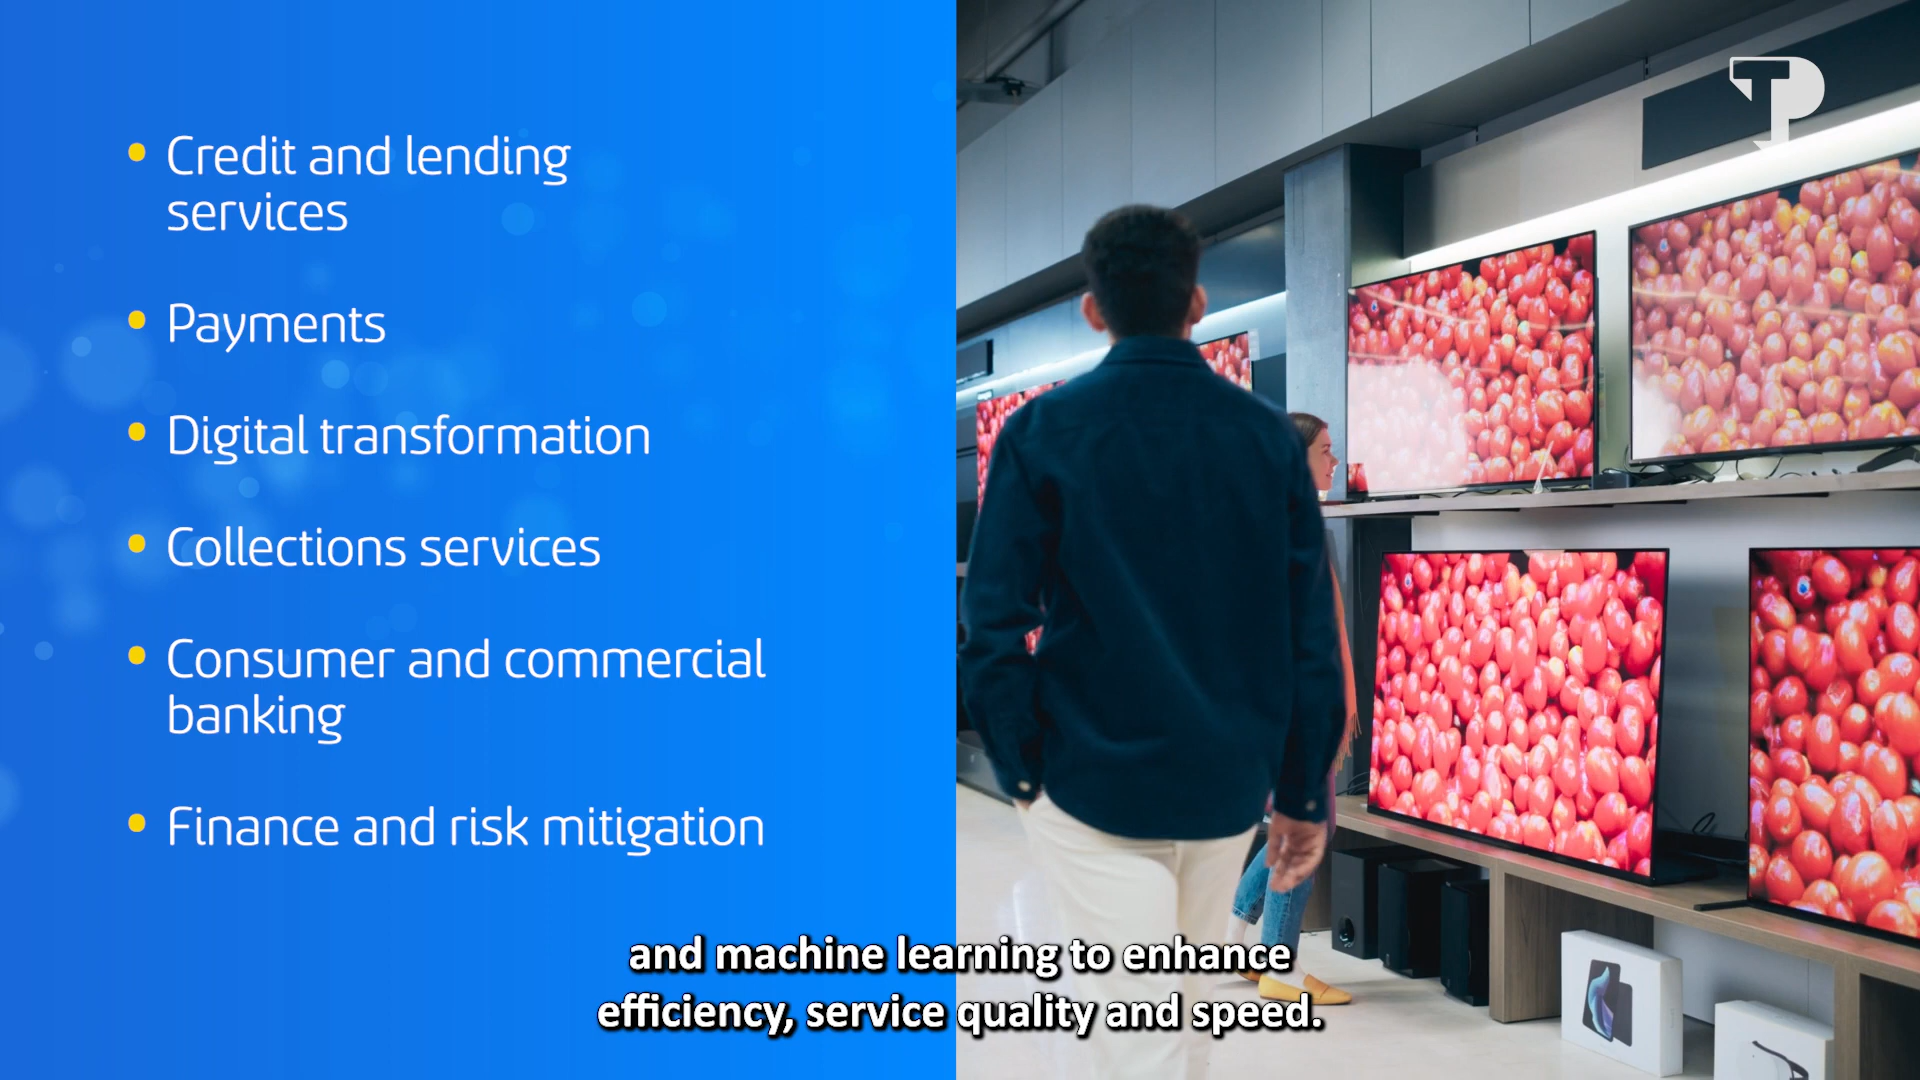 TP
• Credit and lending
services
• Payments
• Digital transformation
• Collections services
• Consumer and commercial
banking
• Finance and risk mitigation
and machine learning to enhance
efficiency, service quality and speed.